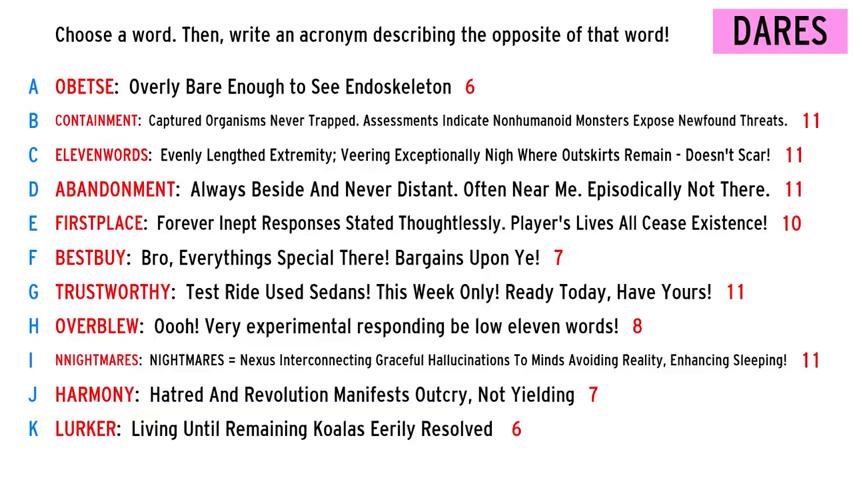 Choose a word. Then, write an acronym describing the opposite of that word!
DARES
A OBETSE: Overly Bare Enough to See Endoskeleton 6
B CONTAINMENT: Captured Organisms Never Trapped. Assessments Indicate Nonhumanoid Monsters Expose Newfound Threats. 11
C ELEVENWORDS: Evenly Lengthed Extremity; Veering Exceptionally Nigh Where Outskirts Remain - Doesn't Scar! 11
D ABANDONMENT: Always Beside And Never Distant. Often Near Me. Episodically Not There. 11
E FIRSTPLACE: Forever Inept Responses Stated Thoughtlessly. Player's Lives All Cease Existence! 10
F BESTBUY: Bro, Everythings Special There! Bargains Upon Ye! 7
G TRUSTWORTHY: Test Ride Used Sedans! This Week Only! Ready Today, Have Yours! 11
H OVERBLEW: Oooh! Very experimental responding be low eleven words! 8
I NNIGHTMARES: NIGHTMARES = Nexus Interconnecting Graceful Hallucinations To Minds Avoiding Reality, Enhancing Sleeping! 11
J HARMONY: Hatred And Revolution Manifests Outcry, Not Yielding 7
K LURKER: Living Until Remaining Koalas Eerily Resolved 6